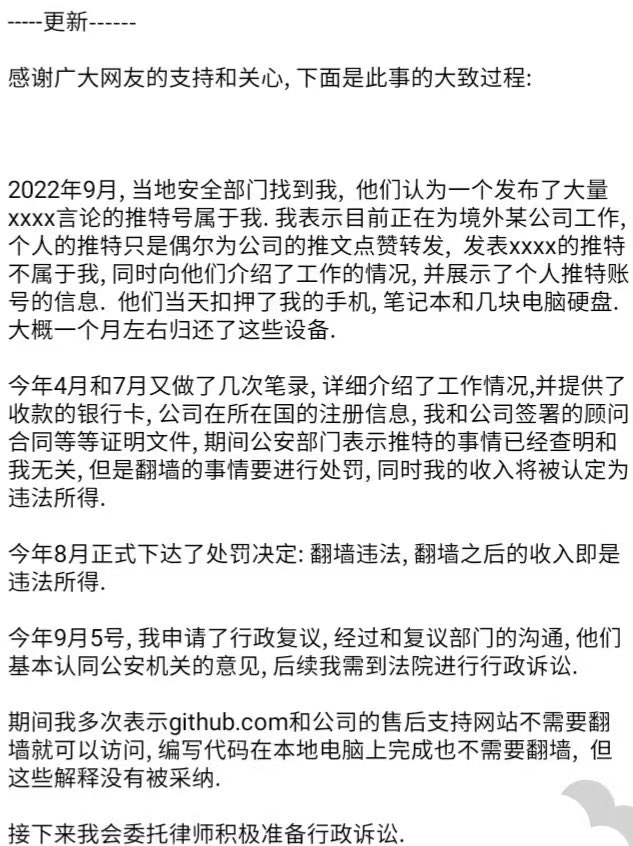 -----更新------
感谢广大网友的支持和关心, 下面是此事的大致过程:
2022年9月, 当地安全部门找到我,  他们认为一个发布了大量
xxxx言论的推特号属于我. 我表示目前正在为境外某公司工作,
个人的推特只是偶尔为公司的推文点赞转发,  发表xxxx的推特
不属于我, 同时向他们介绍了工作的情况, 并展示了个人推特账
号的信息.  他们当天扣押了我的手机, 笔记本和几块电脑硬盘.
大概一个月左右归还了这些设备.
今年4月和7月又做了几次笔录, 详细介绍了工作情况,并提供了
收款的银行卡, 公司在所在国的注册信息, 我和公司签署的顾问
合同等等证明文件, 期间公安部门表示推特的事情已经查明和
我无关, 但是翻墙的事情要进行处罚, 同时我的收入将被认定为
违法所得.
今年8月正式下达了处罚决定: 翻墙违法, 翻墙之后的收入即是
违法所得.
今年9月5号, 我申请了行政复议, 经过和复议部门的沟通, 他们
基本认同公安机关的意见, 后续我需到法院进行行政诉讼.
期间我多次表示github.com和公司的售后支持网站不需要翻
墙就可以访问, 编写代码在本地电脑上完成也不需要翻墙,  但
这些解释没有被采纳.
接下来我会委托律师积极准备行政诉讼.